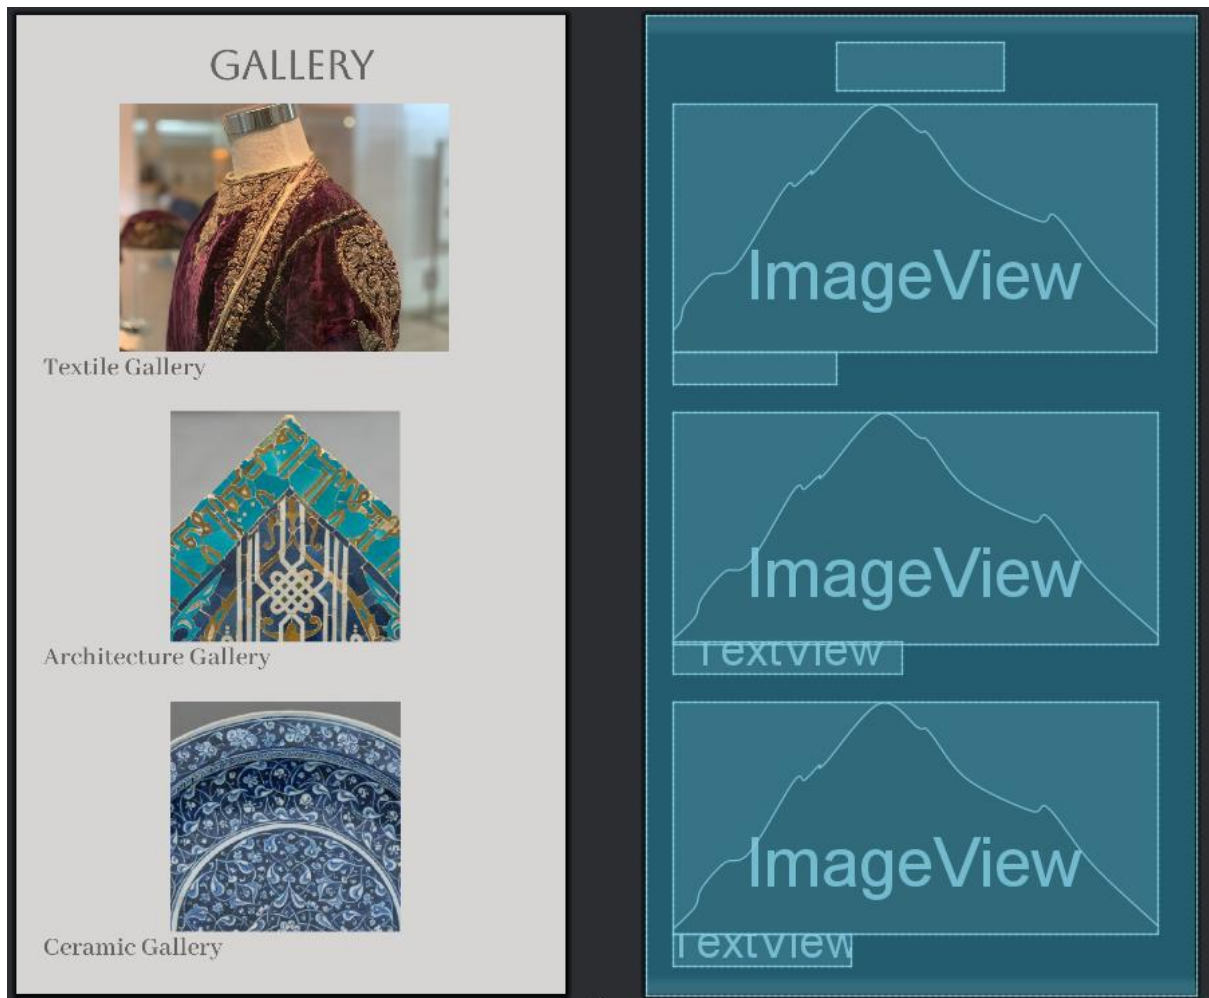 GALLERY
Textile Gallery
Architecture Gallery
Ceramic Gallery
ImageView
ImageView
TextView
ImageView
TextView